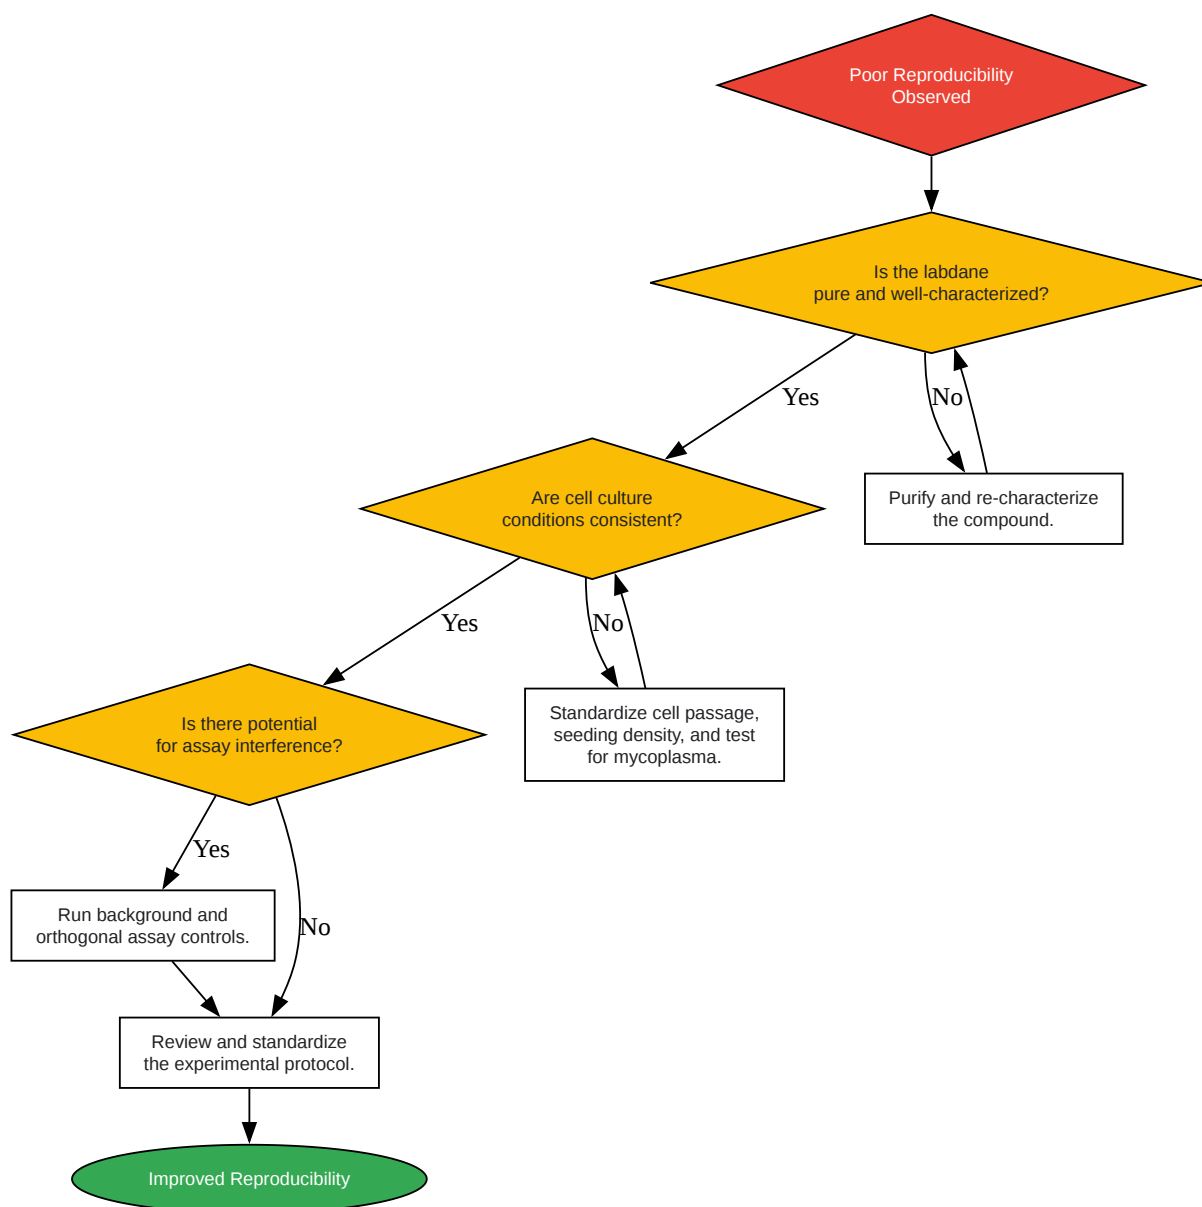 Poor Reproducibility
Observed
Is the labdane
pure and well-characterized?
Yes
No
Are cell culture
conditions consistent?
Purify and re-characterize
the compound.
Yes
No
Is there potential
for assay interference?
Standardize cell passage,
seeding density, and test
for mycoplasma.
Yes
Run background and
orthogonal assay controls.
No
Review and standardize
the experimental protocol.
Improved Reproducibility